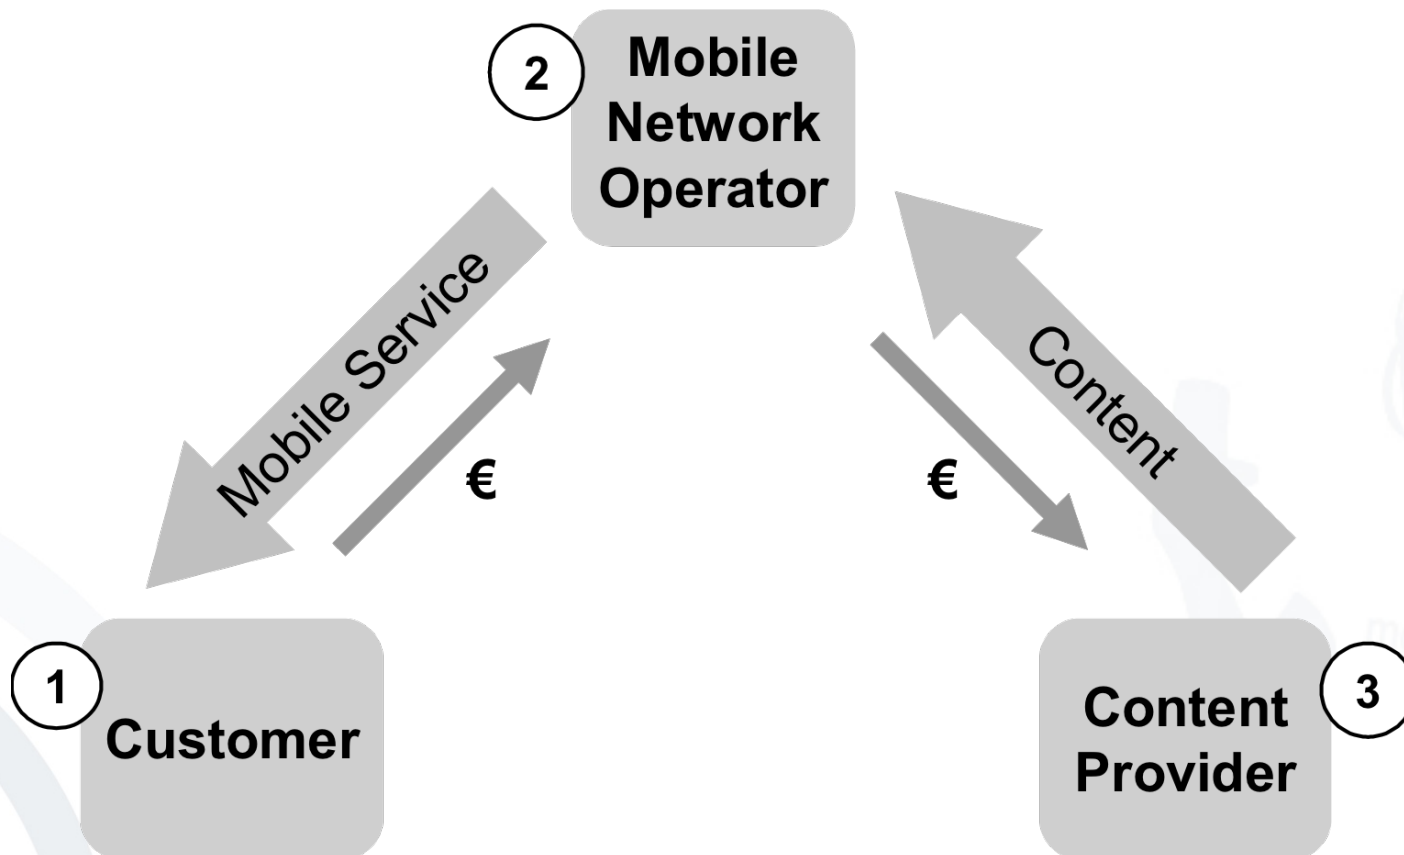 2
Mobile
Network
Operator
Mobile Service
€
€
Content
1
Customer
Content
Provider
3